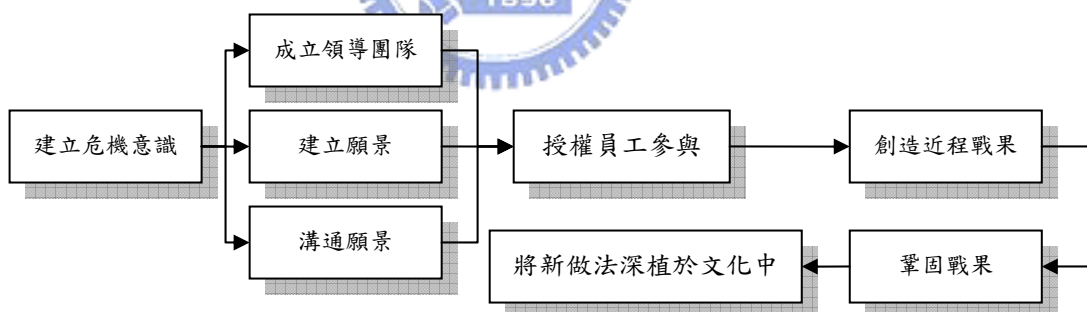 1896
成立領導團隊
建立危機意識
建立願景
授權員工參與
創造近程戰果
溝通願景
將新做法深植於文化中
鞏固戰果